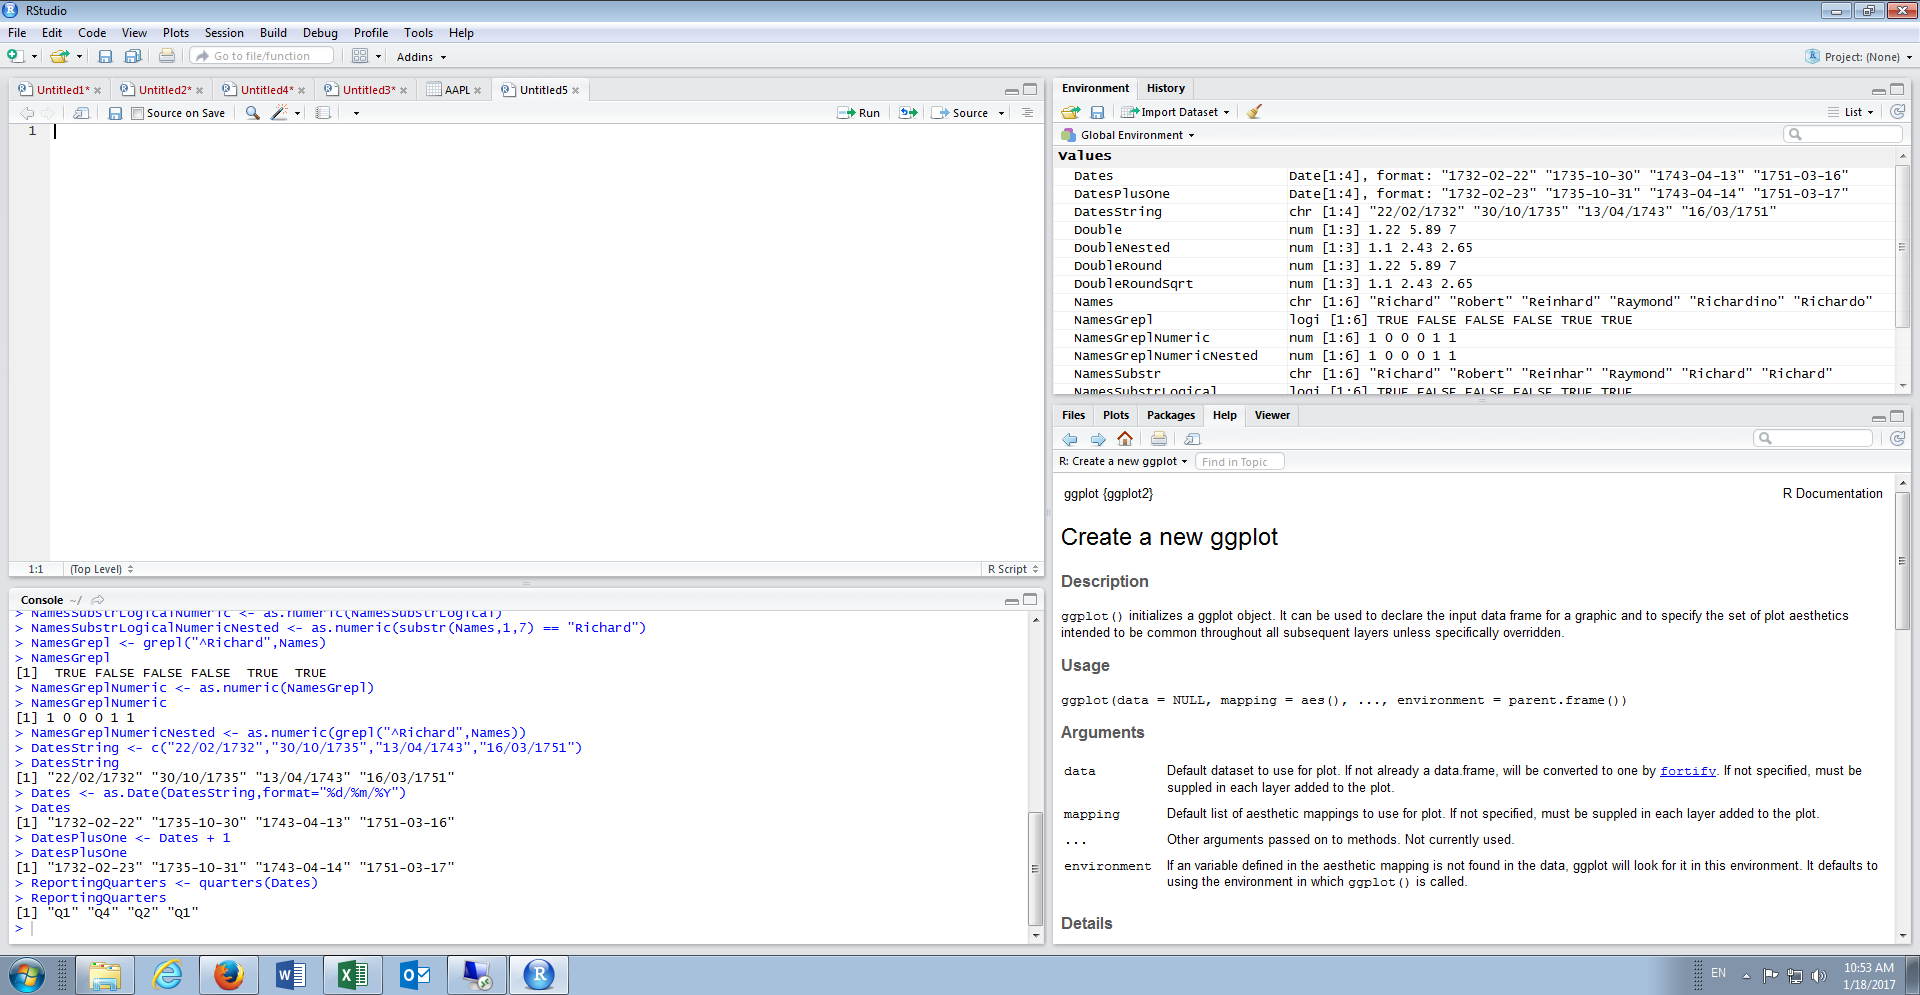 RStudio
File Edit Code View Plots Session Build Debug Profile Tools Help
Go to file/function Addins Project: (None)
Untitled1* Untitled2* Untitled4* Untitled3* AAPL Untitled5
Source on Save Run Source
1
1:1 (Top Level) R Script
Console ~/
> NamesSubstrLogicalNumeric <- as.numeric(NamesSubstrLogical)
> NamesSubstrLogicalNumericNested <- as.numeric(substr(Names,1,7) == "Richard")
> NamesGrepl <- grepl("^Richard",Names)
> NamesGrepl
[1]  TRUE FALSE FALSE FALSE  TRUE  TRUE
> NamesGreplNumeric <- as.numeric(NamesGrepl)
> NamesGreplNumeric
[1] 1 0 0 0 1 1
> NamesGreplNumericNested <- as.numeric(grepl("^Richard",Names))
> DatesString <- c("22/02/1732","30/10/1735","13/04/1743","16/03/1751")
> DatesString
[1] "22/02/1732" "30/10/1735" "13/04/1743" "16/03/1751"
> Dates <- as.Date(DatesString,format="%d/%m/%Y")
> Dates
[1] "1732-02-22" "1735-10-30" "1743-04-13" "1751-03-16"
> DatesPlusOne <- Dates + 1
> DatesPlusOne
[1] "1732-02-23" "1735-10-31" "1743-04-14" "1751-03-17"
> ReportingQuarters <- quarters(Dates)
> ReportingQuarters
[1] "Q1" "Q4" "Q2" "Q1"
>
Environment History
Import Dataset List
Global Environment
Values
Dates Date[1:4], format: "1732-02-22" "1735-10-30" "1743-04-13" "1751-03-16"
DatesPlusOne Date[1:4], format: "1732-02-23" "1735-10-31" "1743-04-14" "1751-03-17"
DatesString chr [1:4] "22/02/1732" "30/10/1735" "13/04/1743" "16/03/1751"
Double num [1:3] 1.22 5.89 7
DoubleNested num [1:3] 1.1 2.43 2.65
DoubleRound num [1:3] 1.22 5.89 7
DoubleRoundSqrt num [1:3] 1.1 2.43 2.65
Names chr [1:6] "Richard" "Robert" "Reinhard" "Raymond" "Richardino" "Richardo"
NamesGrepl logi [1:6] TRUE FALSE FALSE FALSE TRUE TRUE
NamesGreplNumeric num [1:6] 1 0 0 0 1 1
NamesGreplNumericNested num [1:6] 1 0 0 0 1 1
NamesSubstr chr [1:6] "Richard" "Robert" "Reinhar" "Raymond" "Richard" "Richard"
NamesSubstrLogical logi [1:6] TRUE FALSE FALSE FALSE TRUE TRUE
Files Plots Packages Help Viewer
R: Create a new ggplot Find in Topic
ggplot {ggplot2} R Documentation
Create a new ggplot
Description
ggplot() initializes a ggplot object. It can be used to declare the input data frame for a graphic and to specify the set of plot aesthetics
intended to be common throughout all subsequent layers unless specifically overridden.
Usage
ggplot(data = NULL, mapping = aes(), ..., environment = parent.frame())
Arguments
data Default dataset to use for plot. If not already a data.frame, will be converted to one by fortify. If not specified, must be
suppled in each layer added to the plot.
mapping Default list of aesthetic mappings to use for plot. If not specified, must be suppled in each layer added to the plot.
... Other arguments passed on to methods. Not currently used.
environment If an variable defined in the aesthetic mapping is not found in the data, ggplot will look for it in this environment. It defaults to
using the environment in which ggplot() is called.
Details
EN 10:53 AM
1/18/2017